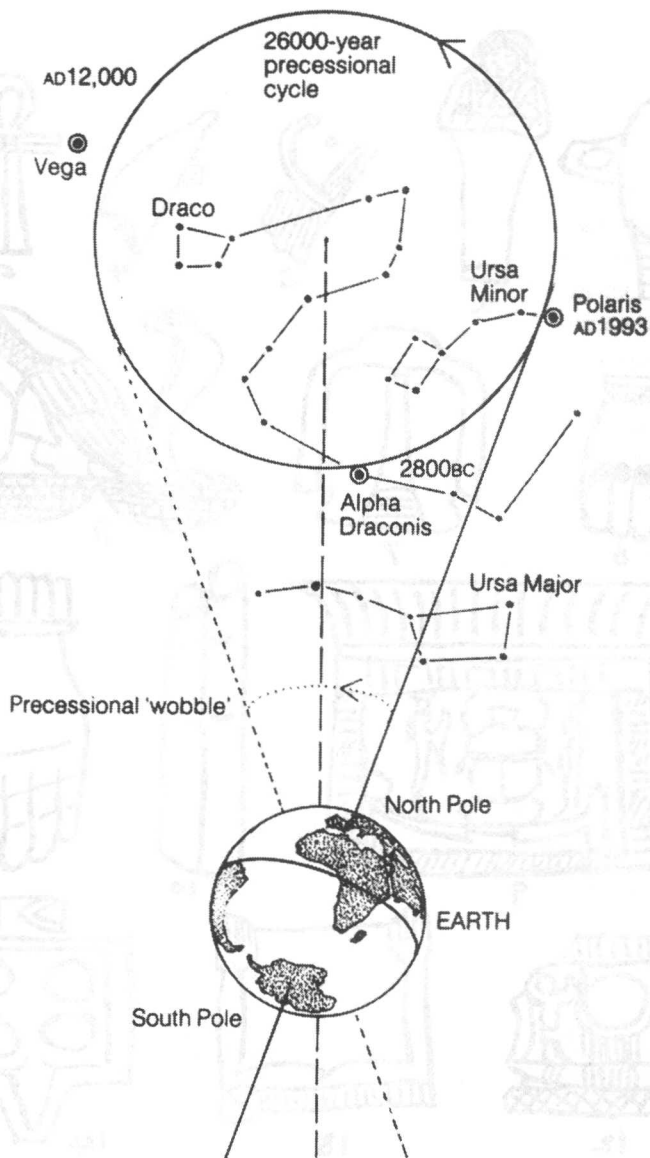 26000-year
precessional
cycle
AD12,000
Vega
Draco
Ursa
Minor
Polaris
AD1993
2800BC
Alpha
Draconis
Ursa Major
Precessional 'wobble'
North Pole
EARTH
South Pole